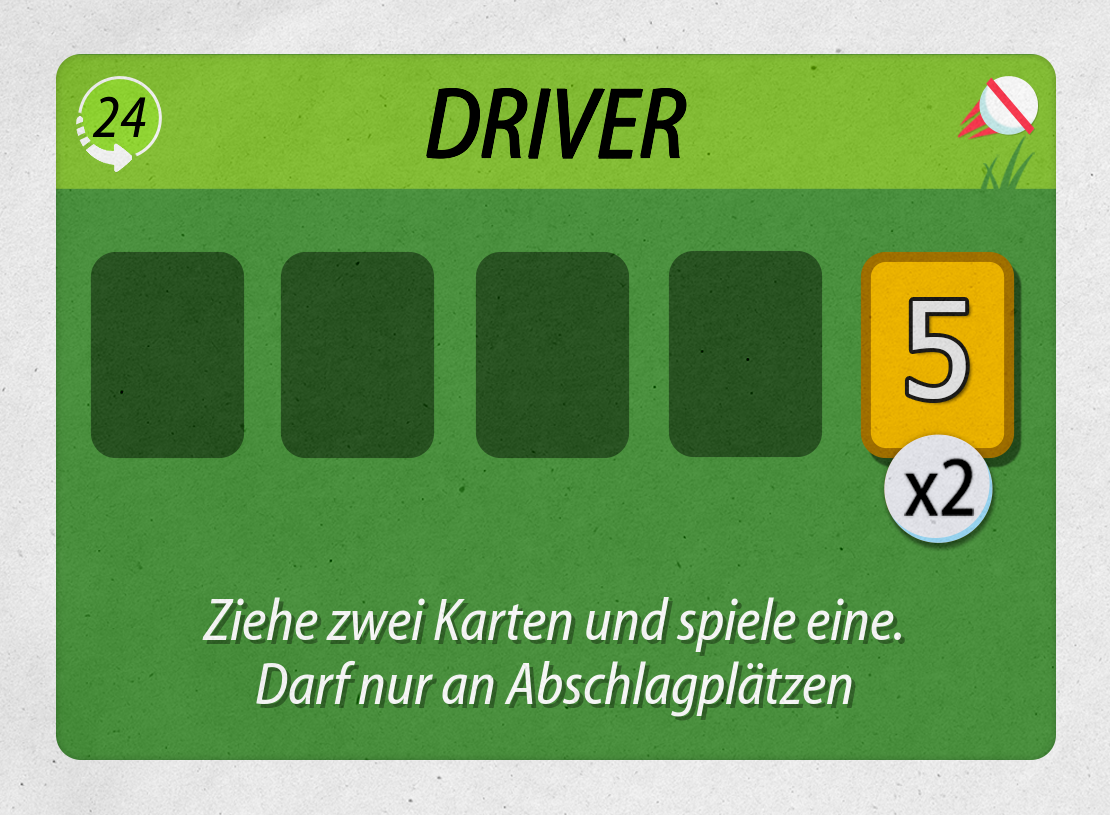 24
DRIVER
5
x2
Ziehe zwei Karten und spiele eine.
Darf nur an Abschlagplätzen